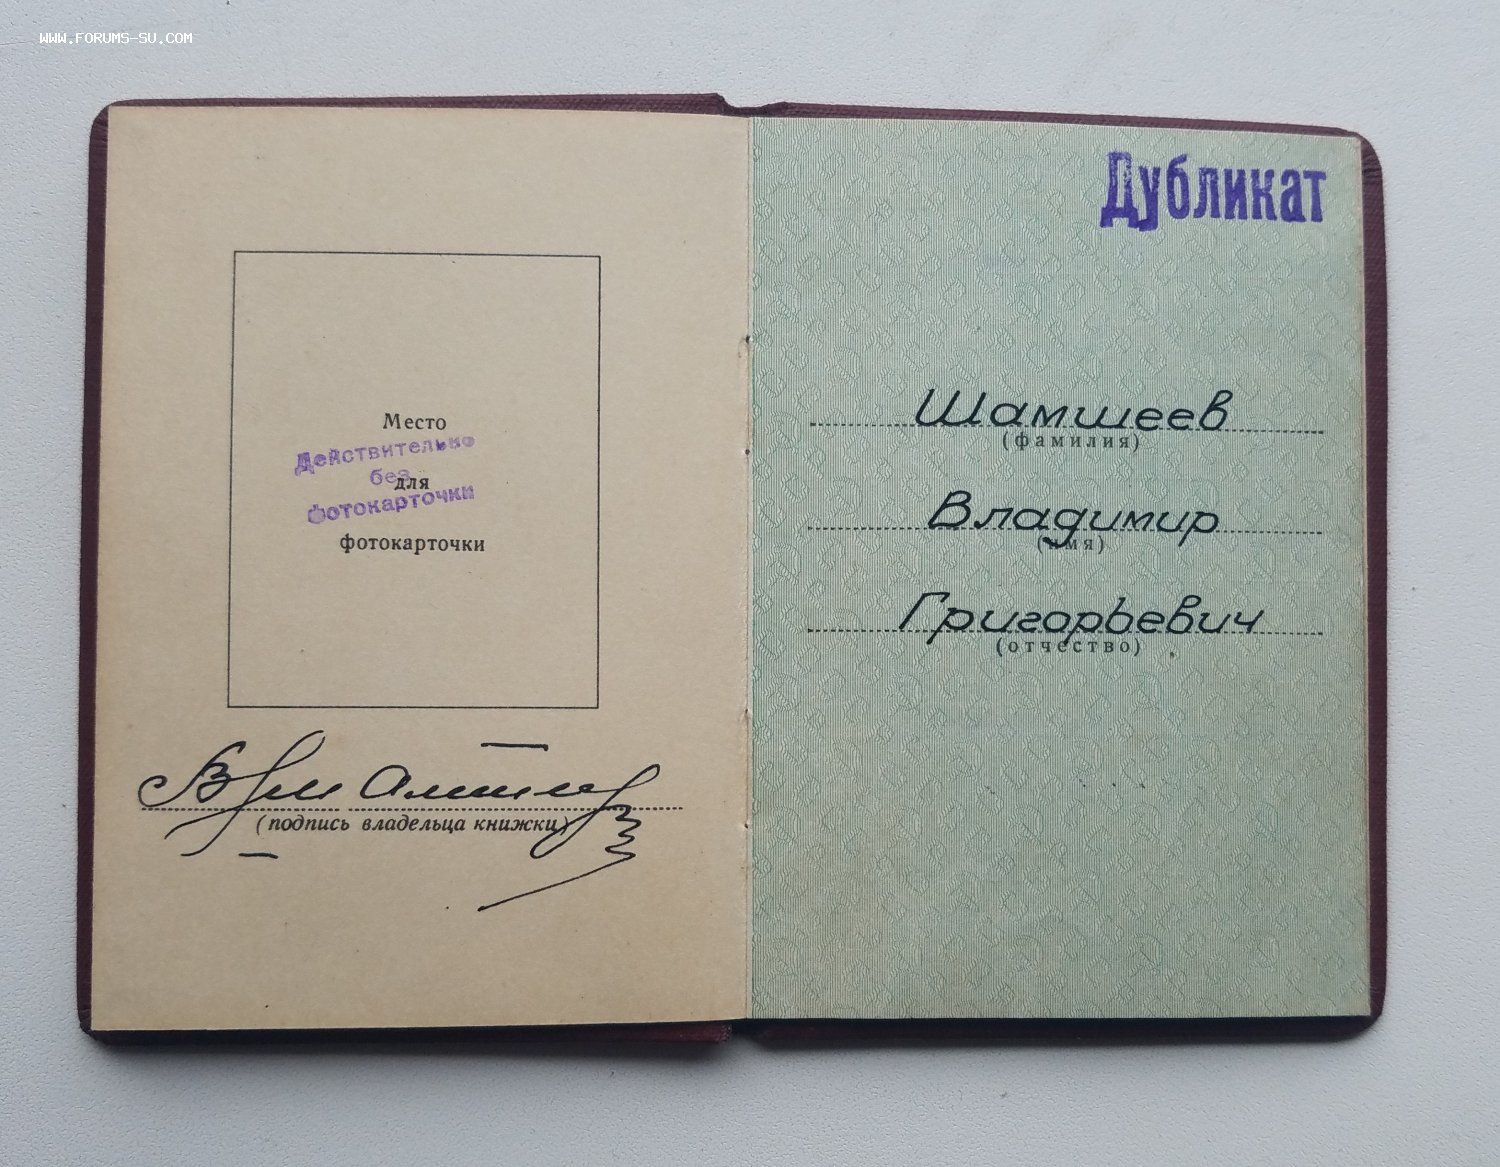 WWW.FORUMS-SU.COM
Место
Действительно
без
для
фотокарточки
фотокарточки
(подпись владельца книжки)
Дубликат
Шамшеев
(фамилия)
Владимир
(имя)
Григорьевич
(отчество)